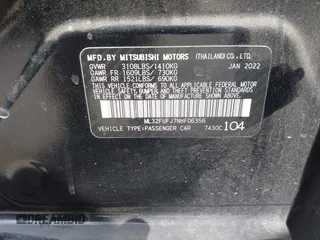 MFD.BY MITSUBISHI MOTORS (THAILAND) CO., LTD.
GVWR 3108LBS/1410KG JAN 2022
GAWR FR 1609LBS/ 730KG
GAWR RR 1521LBS/ 690KG
THIS VEHICLE CONFORMS TO ALL APPLICABLE
FEDERAL MOTOR VEHICLE SAFETY, BUMPER
AND THEFT PREVENTION STANDARDS IN EFFECT
ON THE DATE OF MANUFACTURE SHOWN ABOVE.
ML32FUFJ7NHF06356
VEHICLE TYPE:PASSENGER CAR 7430C 104
DREAMBID